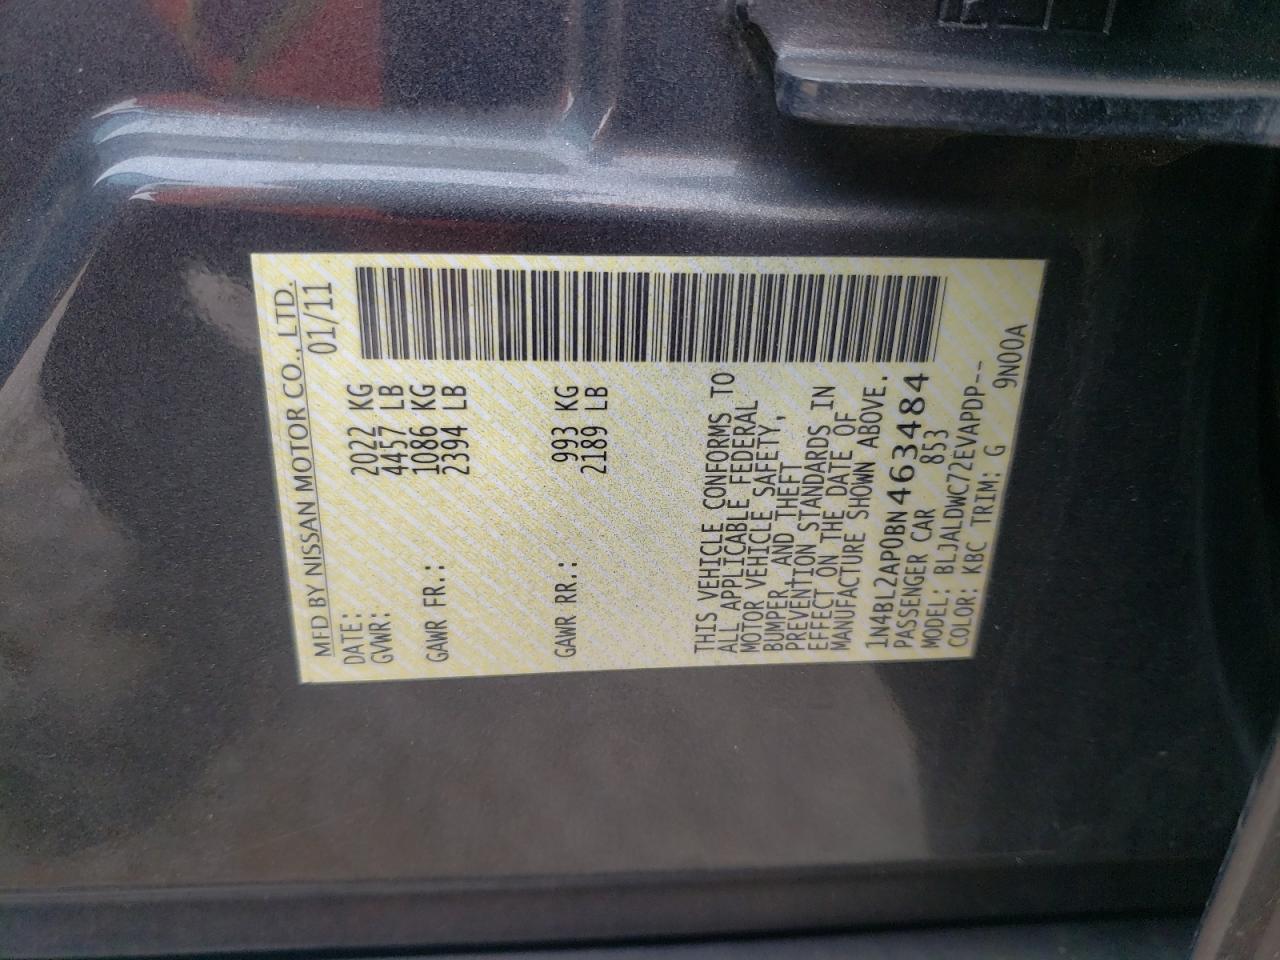 MFD BY NISSAN MOTOR CO., LTD.
DATE: 01/11
GVWR: 2022 KG
4457 LB
GAWR FR.: 1086 KG
2394 LB
GAWR RR.: 993 KG
2189 LB
THIS VEHICLE CONFORMS TO
ALL APPLICABLE FEDERAL
MOTOR VEHICLE SAFETY,
BUMPER, AND THEFT
PREVENTION STANDARDS IN
EFFECT ON THE DATE OF
MANUFACTURE SHOWN ABOVE.
1N4BL2AP0BN463484
PASSENGER CAR 853
MODEL: BLJALDWC72EVAPDP--
COLOR: KBC TRIM: G 9N00A